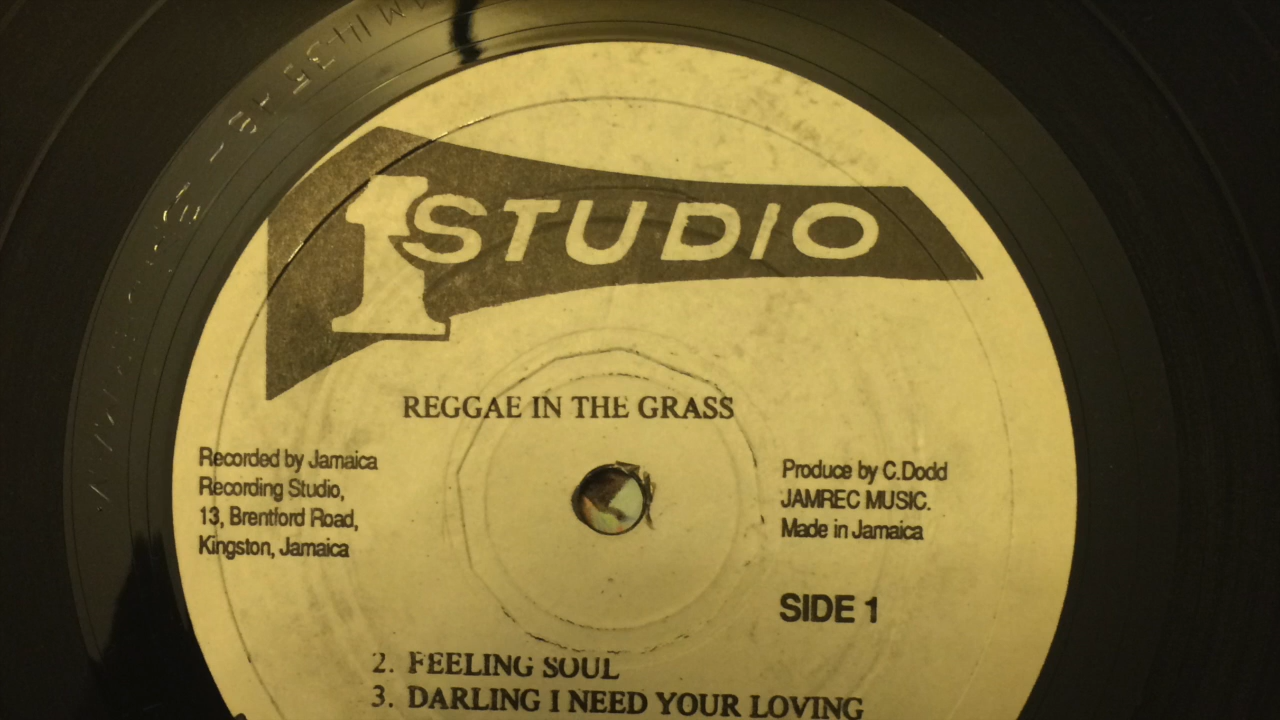 1 STUDIO
REGGAE IN THE GRASS
Recorded by Jamaica
Recording Studio,
13, Brentford Road,
Kingston, Jamaica
Produce by C.Dodd
JAMREC MUSIC.
Made in Jamaica
SIDE 1
2. FEELING SOUL
3. DARLING I NEED YOUR LOVING